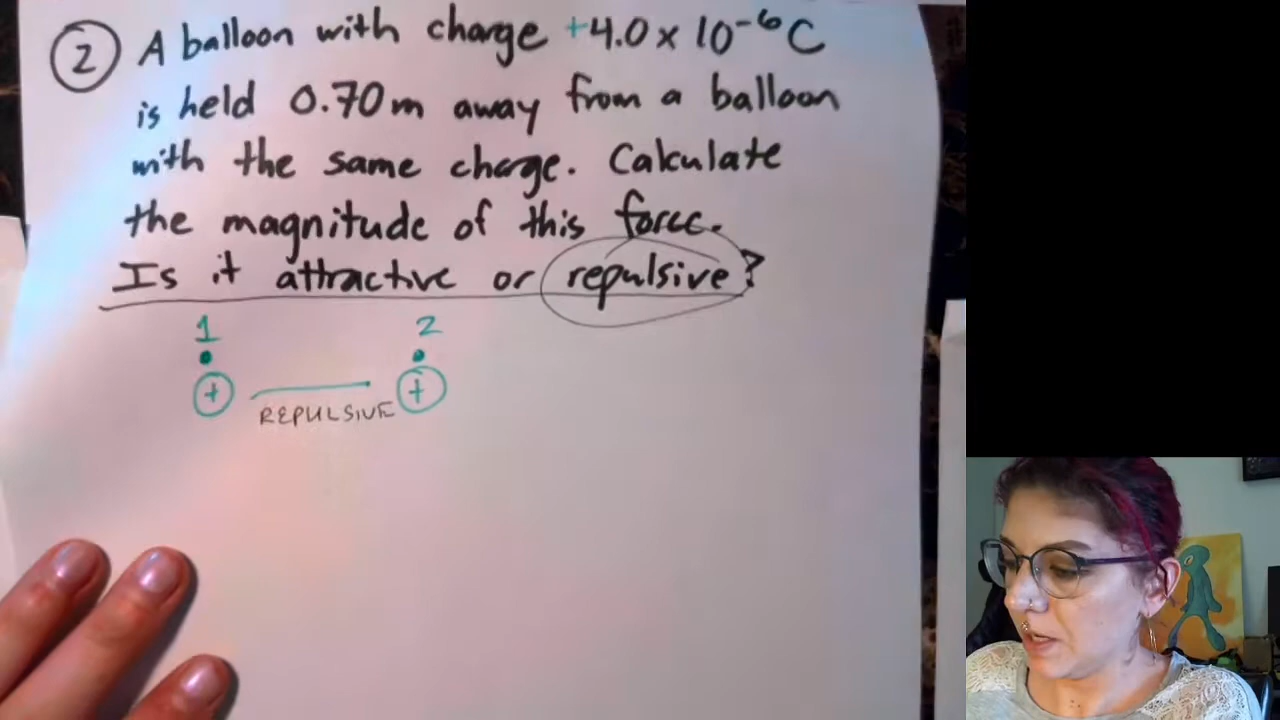 ② A balloon with charge +4.0 x 10⁻⁶ C
is held 0.70m away from a balloon
with the same charge. Calculate
the magnitude of this force.
Is it attractive or repulsive?
1 2
+ +
REPULSIVE